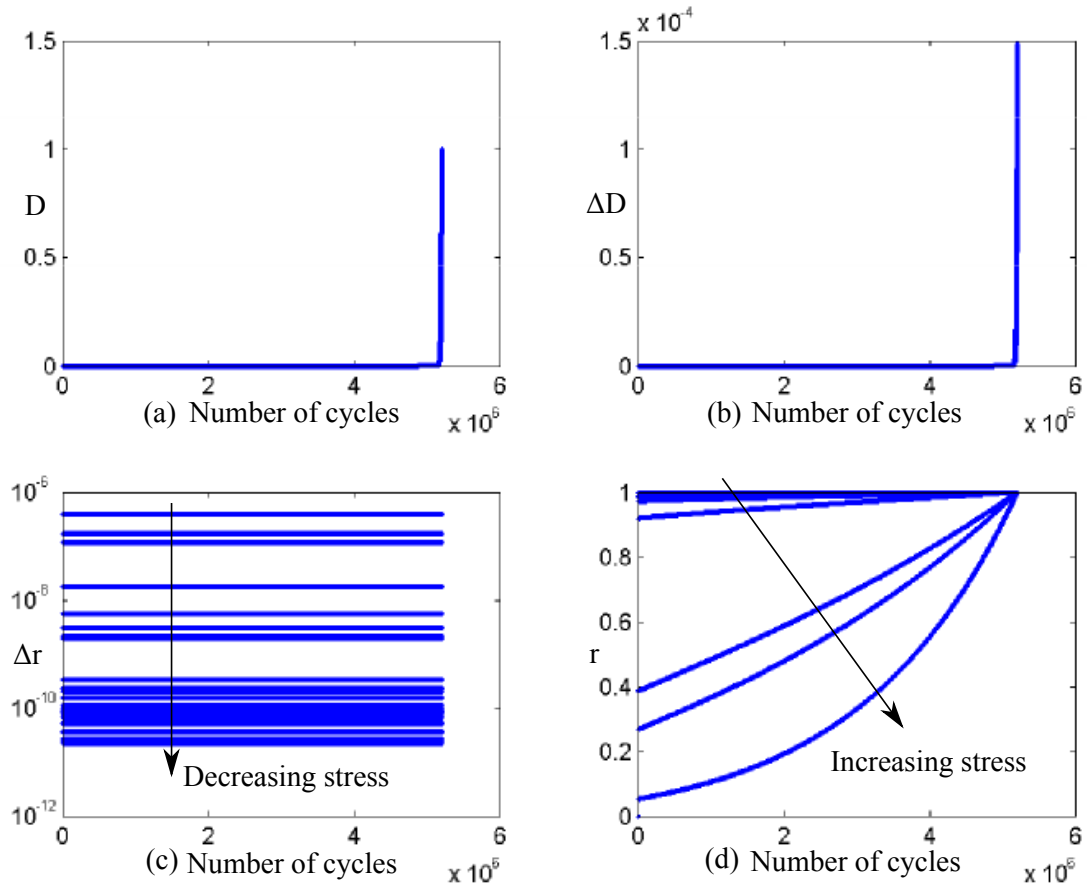 1.5
1
D
0.5
0
0 2 4 6
(a) Number of cycles
x 10^6
x 10^-4
1.5
1
ΔD
0.5
0
0 2 4 6
(b) Number of cycles
x 10^6
10^-6
10^-8
Δr
10^-10
10^-12
Decreasing stress
0 2 4 6
(c) Number of cycles
x 10^6
1
0.8
0.6
r
0.4
0.2
0
Increasing stress
0 2 4 6
(d) Number of cycles
x 10^6